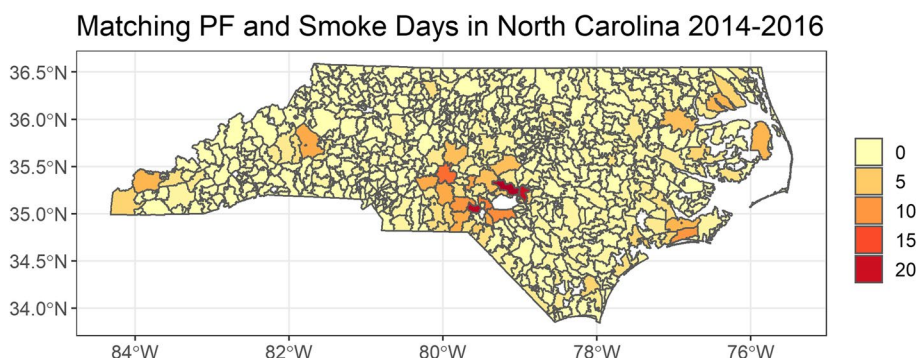 Matching PF and Smoke Days in North Carolina 2014-2016
36.5°N
36.0°N
35.5°N
35.0°N
34.5°N
34.0°N
84°W
82°W
80°W
78°W
76°W
0
5
10
15
20